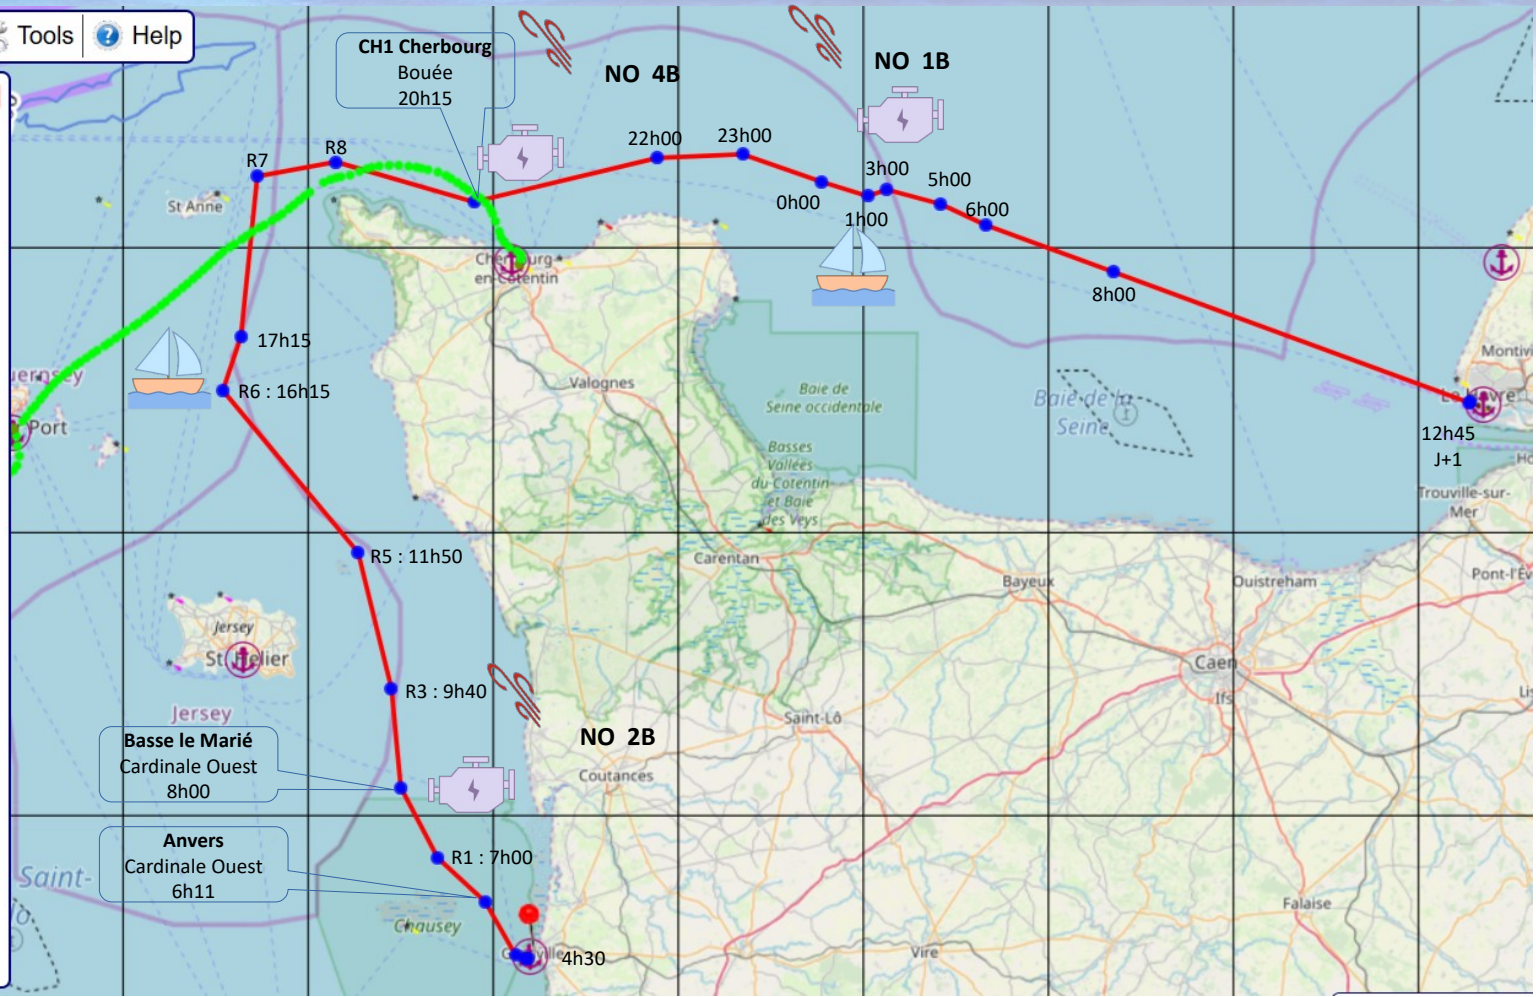 Tools
Help
CH1 Cherbourg
Bouée
20h15
NO 4B
NO 1B
R7
R8
22h00
23h00
3h00
5h00
0h00
1h00
6h00
St Anne
8h00
17h15
R6 : 16h15
Port
Valognes
Baie de
Seine occidentale
Baie de la
Seine
Montivi
12h45
J+1
Basses
Vallées
du Cotentin
et Baie
des Veys
Trouville-sur-
Mer
Carentan
R5 : 11h50
Bayeux
Ouistreham
Pont-l'Év
Jersey
St. Helier
Caen
Ifs
R3 : 9h40
Jersey
Saint-Lô
NO 2B
Coutances
Basse le Marié
Cardinale Ouest
8h00
Anvers
Cardinale Ouest
6h11
R1 : 7h00
Saint-
Chausey
Falaise
Vire
4h30